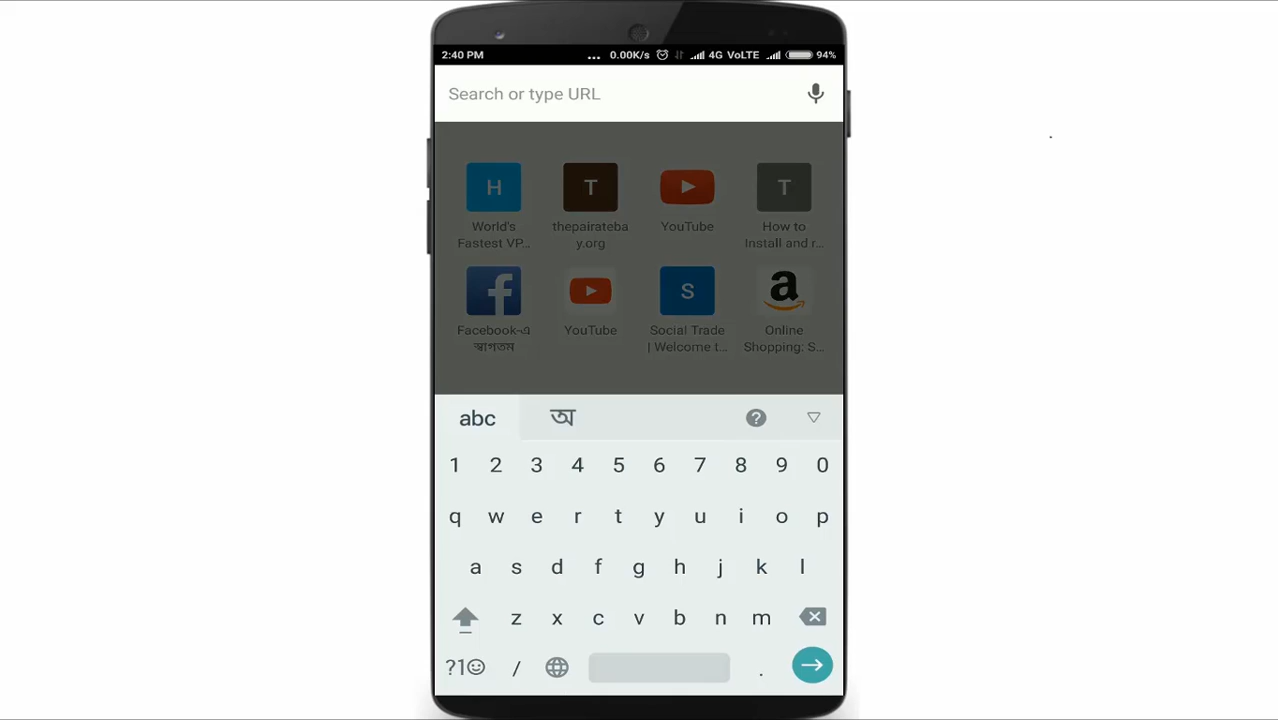 2:40 PM ... 0.00K/s 4G VoLTE 94%
Search or type URL
H T T
World's Fastest VP...
thepairatebay.org
YouTube
How to Install and r...
f S a
Facebook-এ স্বাগতম
YouTube
Social Trade | Welcome t...
Online Shopping: S...
abc অ ?
1 2 3 4 5 6 7 8 9 0
q w e r t y u i o p
a s d f g h j k l
z x c v b n m
?1☺ / .